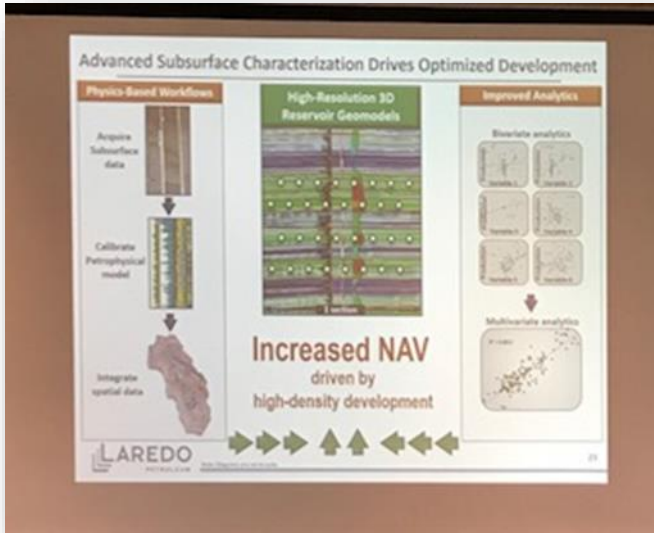 Advanced Subsurface Characterization Drives Optimized Development
Physics-Based Workflows
Acquire
Subsurface
data
Calibrate
Petrophysical
model
Integrate
spatial data
High-Resolution 3D
Reservoir Geomodels
1 section
Increased NAV
driven by
high-density development
Improved Analytics
Bivariate analytics
Multivariate analytics
LAREDO
PETROLEUM